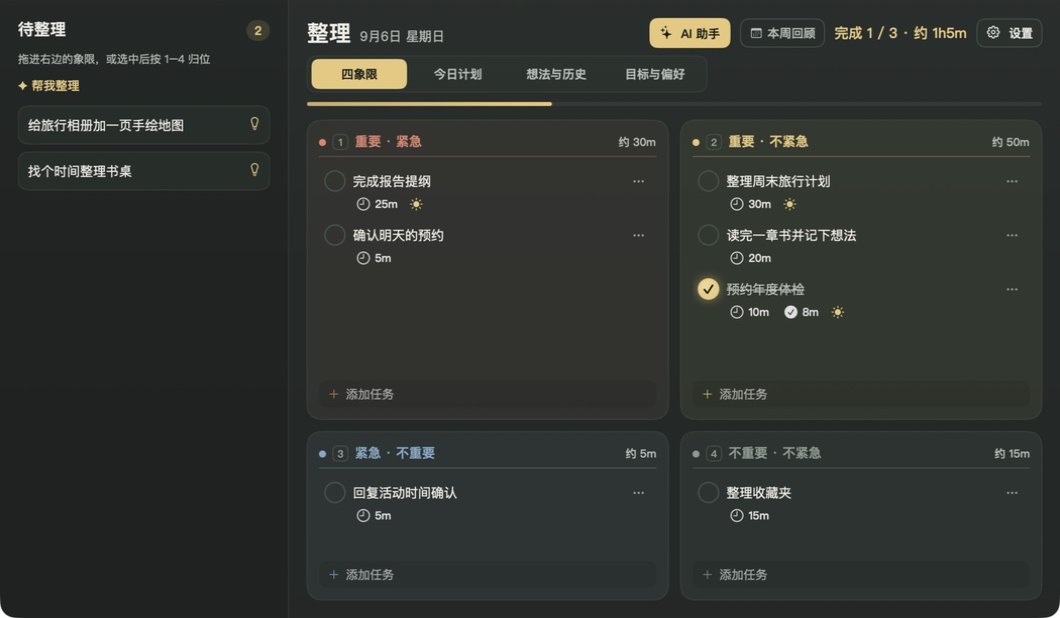 待整理
2
拖进右边的象限，或选中后按 1–4 归位
帮我整理
给旅行相册加一页手绘地图
找个时间整理书桌
整理 9月6日 星期日
AI 助手
本周回顾
完成 1 / 3 · 约 1h5m
设置
四象限
今日计划
想法与历史
目标与偏好
1 重要 · 紧急
约 30m
完成报告提纲
25m
确认明天的预约
5m
添加任务
2 重要 · 不紧急
约 50m
整理周末旅行计划
30m
读完一章书并记下想法
20m
预约年度体检
10m 8m
添加任务
3 紧急 · 不重要
约 5m
回复活动时间确认
5m
添加任务
4 不重要 · 不紧急
约 15m
整理收藏夹
15m
添加任务